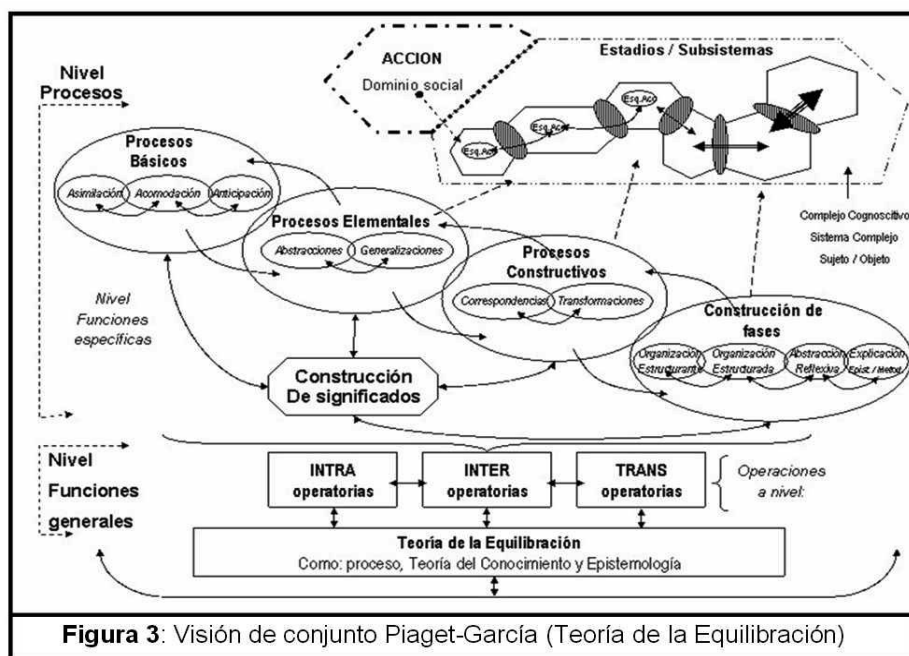 Nivel
Procesos
ACCION
Dominio social
Estadios / Subsistemas
Esq.Acc
Esq.Acc
Esq.Acc
Procesos
Básicos
Asimilación
Acomodación
Anticipación
Procesos Elementales
Abstracciones
Generalizaciones
Complejo Cognoscitivo
Sistema Complejo
Sujeto / Objeto
Procesos
Constructivos
Correspondencias
Transformaciones
Nivel
Funciones
específicas
Construcción de
fases
Organización
Estructurante
Organización
Estructurada
Abstracción
Reflexiva
Explicación
Epist. / Metod.
Construcción
De significados
Nivel
Funciones
generales
INTRA
operatorias
INTER
operatorias
TRANS
operatorias
Operaciones
a nivel:
Teoría de la Equilibración
Como: proceso, Teoría del Conocimiento y Epistemología
Figura 3: Visión de conjunto Piaget-García (Teoría de la Equilibración)